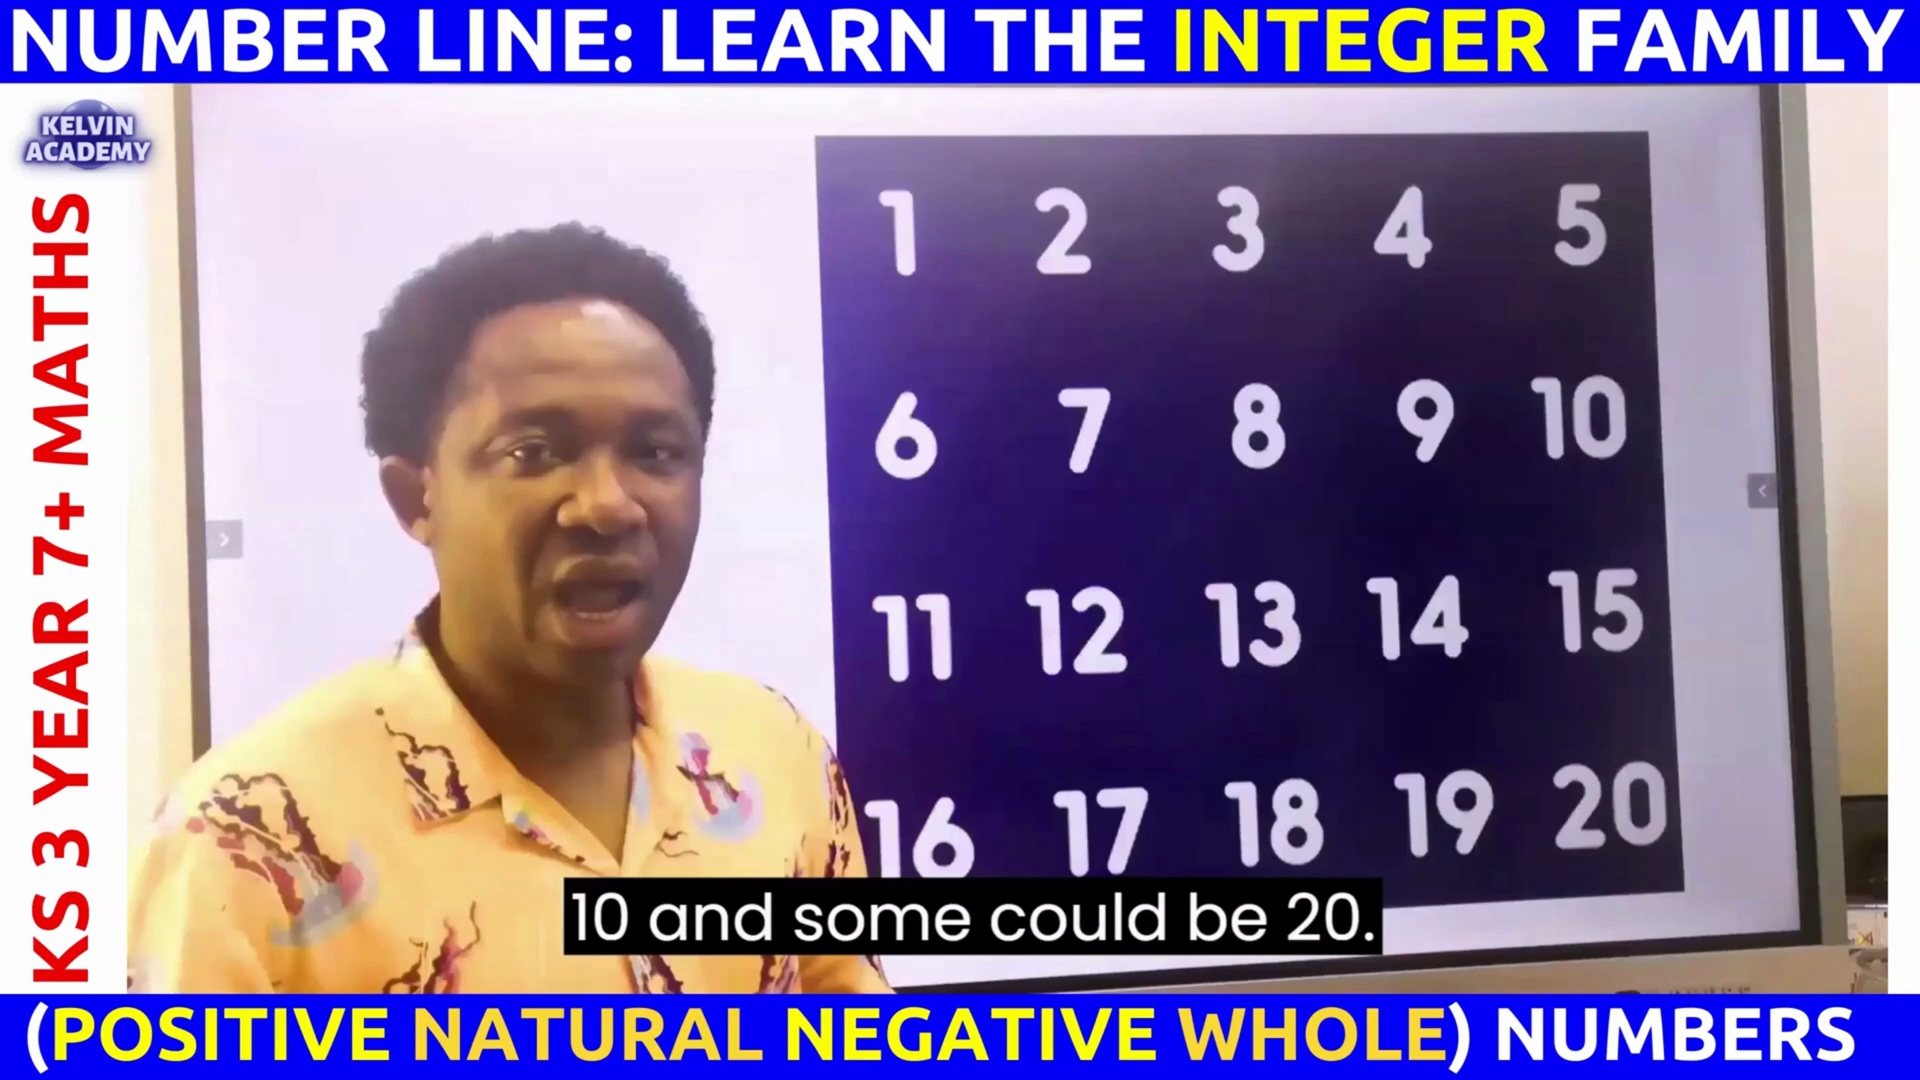 NUMBER LINE: LEARN THE INTEGER FAMILY
KELVIN
ACADEMY
KS 3 YEAR 7+ MATHS
1 2 3 4 5
6 7 8 9 10
11 12 13 14 15
16 17 18 19 20
10 and some could be 20.
(POSITIVE NATURAL NEGATIVE WHOLE) NUMBERS